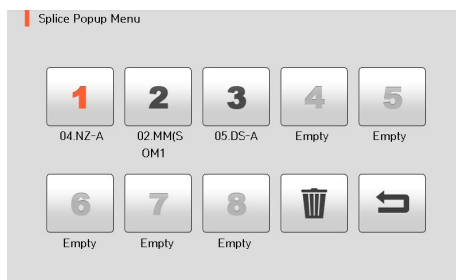 Splice Popup Menu
1 2 3 4 5
04.NZ-A 02.MM(S 05.DS-A Empty Empty
OM1
6 7 8
Empty Empty Empty